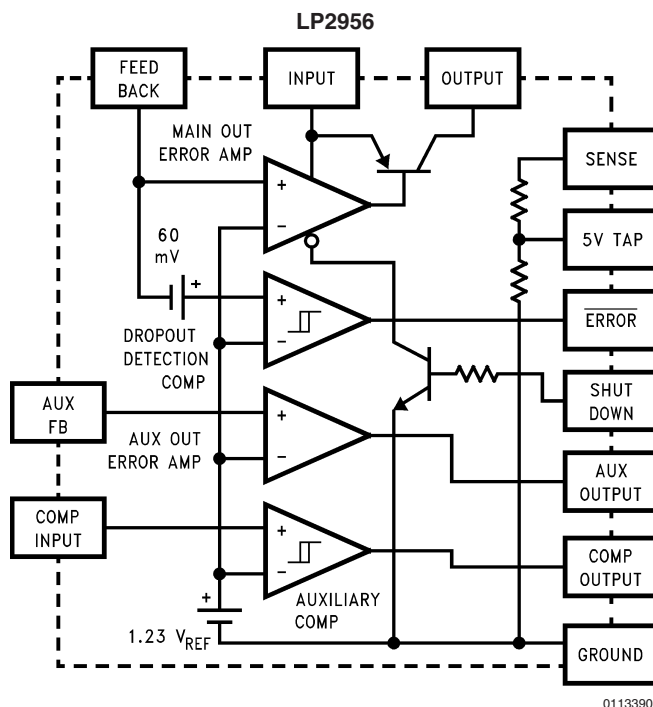 LP2956
FEED
BACK
INPUT
OUTPUT
MAIN OUT
ERROR AMP
SENSE
+
−
5V TAP
60
mV
+
+
−
ERROR
DROPOUT
DETECTION
COMP
SHUT
DOWN
AUX
FB
+
−
AUX OUT
ERROR AMP
AUX
OUTPUT
COMP
INPUT
+
−
COMP
OUTPUT
AUXILIARY
COMP
+
1.23 VREF
GROUND
0113390